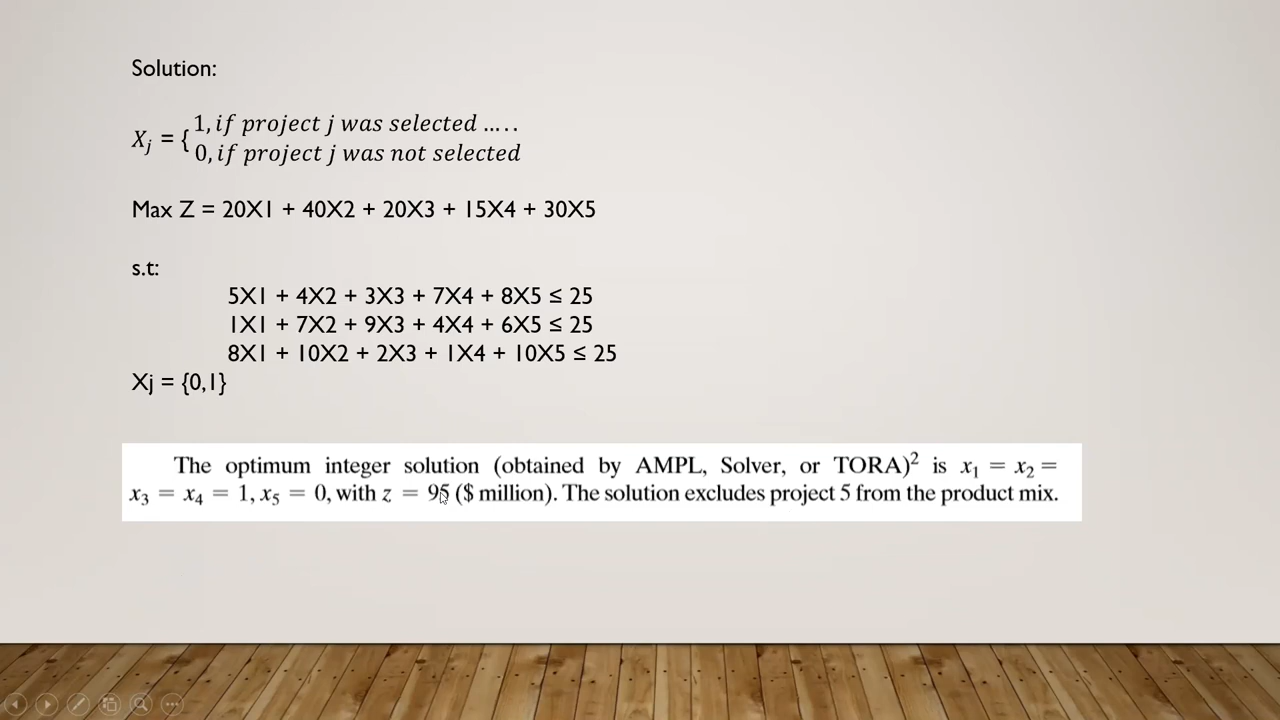 Solution:
Xj = { 1, if project j was selected …..
0, if project j was not selected
Max Z = 20X1 + 40X2 + 20X3 + 15X4 + 30X5
s.t:
5X1 + 4X2 + 3X3 + 7X4 + 8X5 ≤ 25
1X1 + 7X2 + 9X3 + 4X4 + 6X5 ≤ 25
8X1 + 10X2 + 2X3 + 1X4 + 10X5 ≤ 25
Xj = {0,1}
The optimum integer solution (obtained by AMPL, Solver, or TORA)² is x₁ = x₂ =
x₃ = x₄ = 1, x₅ = 0, with z = 95 ($ million). The solution excludes project 5 from the product mix.